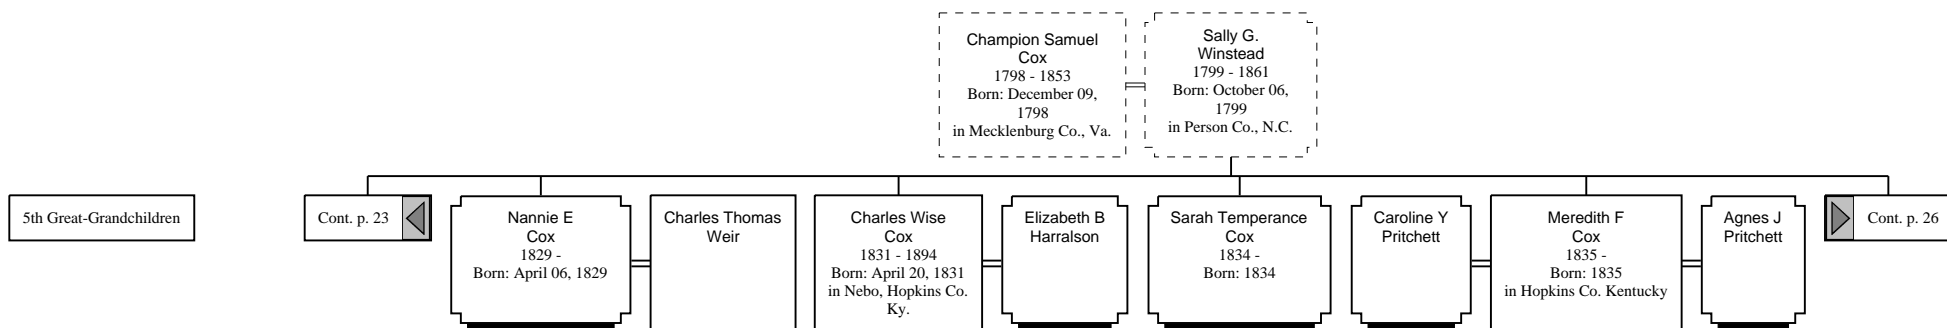 Champion Samuel
Cox
1798 - 1853
Born: December 09,
1798
in Mecklenburg Co., Va.
Sally G.
Winstead
1799 - 1861
Born: October 06,
1799
in Person Co., N.C.
5th Great-Grandchildren
Cont. p. 23
Nannie E
Cox
1829 -
Born: April 06, 1829
Charles Thomas
Weir
Charles Wise
Cox
1831 - 1894
Born: April 20, 1831
in Nebo, Hopkins Co.
Ky.
Elizabeth B
Harralson
Sarah Temperance
Cox
1834 -
Born: 1834
Caroline Y
Pritchett
Meredith F
Cox
1835 -
Born: 1835
in Hopkins Co. Kentucky
Agnes J
Pritchett
Cont. p. 26